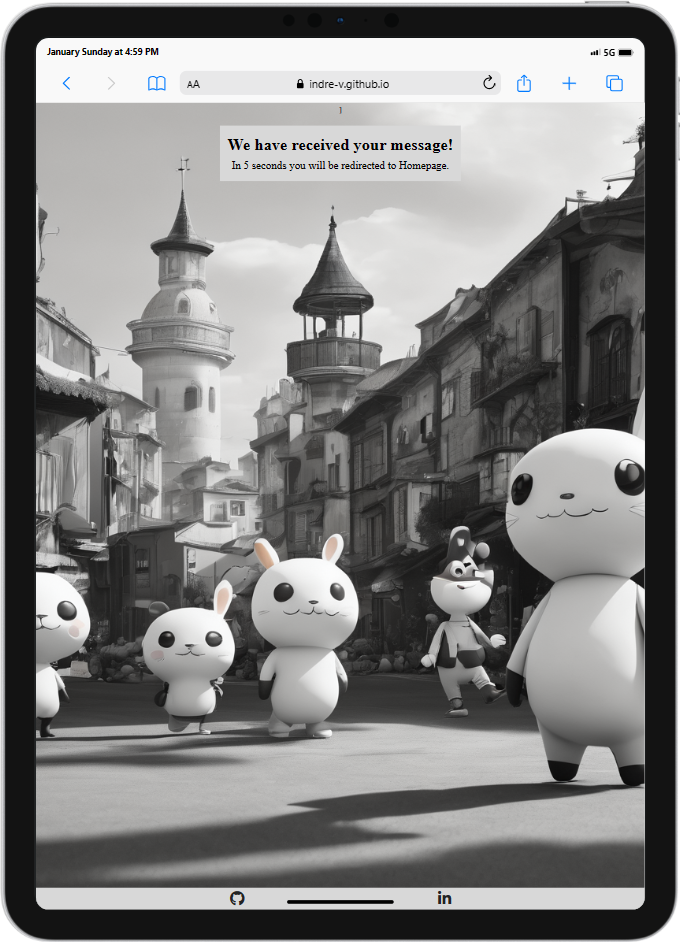 January Sunday at 4:59 PM
5G
AA
indre-v.github.io
1
We have received your message!
In 5 seconds you will be redirected to Homepage.
in